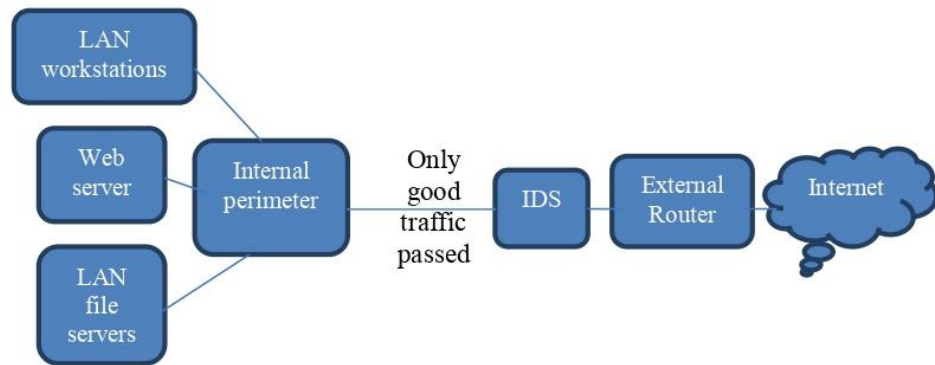 LAN
workstations
Web
server
LAN
file
servers
Internal
perimeter
Only
good
traffic
passed
IDS
External
Router
Internet